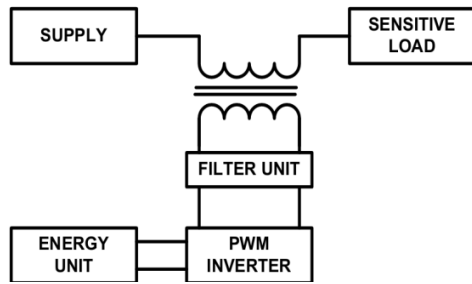 SUPPLY
SENSITIVE
LOAD
FILTER UNIT
ENERGY
UNIT
PWM
INVERTER